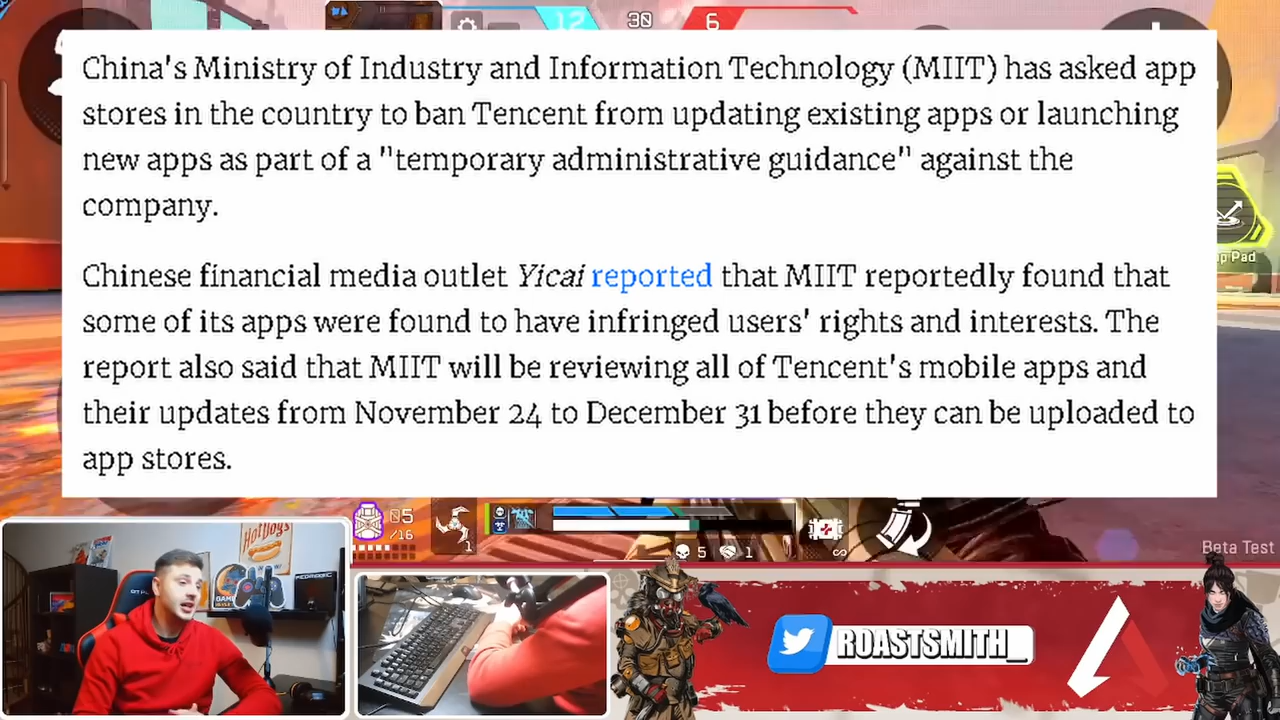 12
30
6
China's Ministry of Industry and Information Technology (MIIT) has asked app
stores in the country to ban Tencent from updating existing apps or launching
new apps as part of a "temporary administrative guidance" against the
company.
Chinese financial media outlet Yicai reported that MIIT reportedly found that
some of its apps were found to have infringed users' rights and interests. The
report also said that MIIT will be reviewing all of Tencent's mobile apps and
their updates from November 24 to December 31 before they can be uploaded to
app stores.
Pad
05
/16
1
5
1
∞
Beta Test
HotDogs
ROASTSMITH_